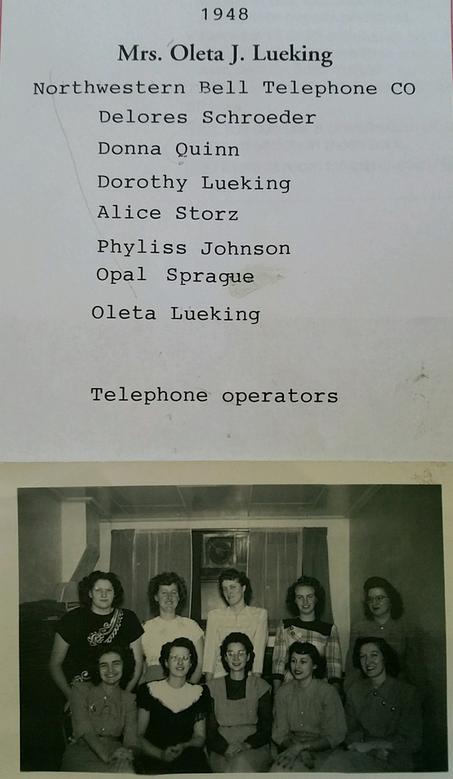 1948
Mrs. Oleta J. Lueking
Northwestern Bell Telephone CO
Delores Schroeder
Donna Quinn
Dorothy Lueking
Alice Storz
Phyliss Johnson
Opal Sprague
Oleta Lueking
Telephone operators